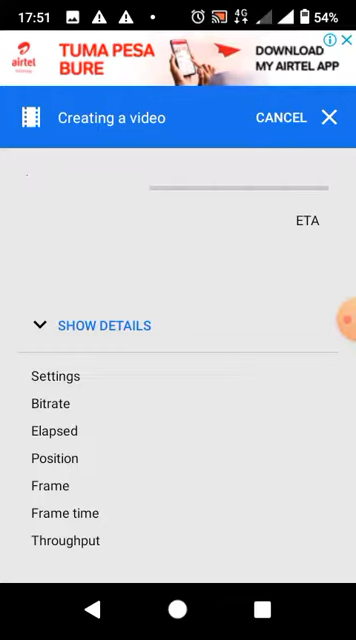 17:51
4G
54%
airtel
TUMA PESA
BURE
DOWNLOAD
MY AIRTEL APP
Creating a video
CANCEL
ETA
SHOW DETAILS
Settings
Bitrate
Elapsed
Position
Frame
Frame time
Throughput